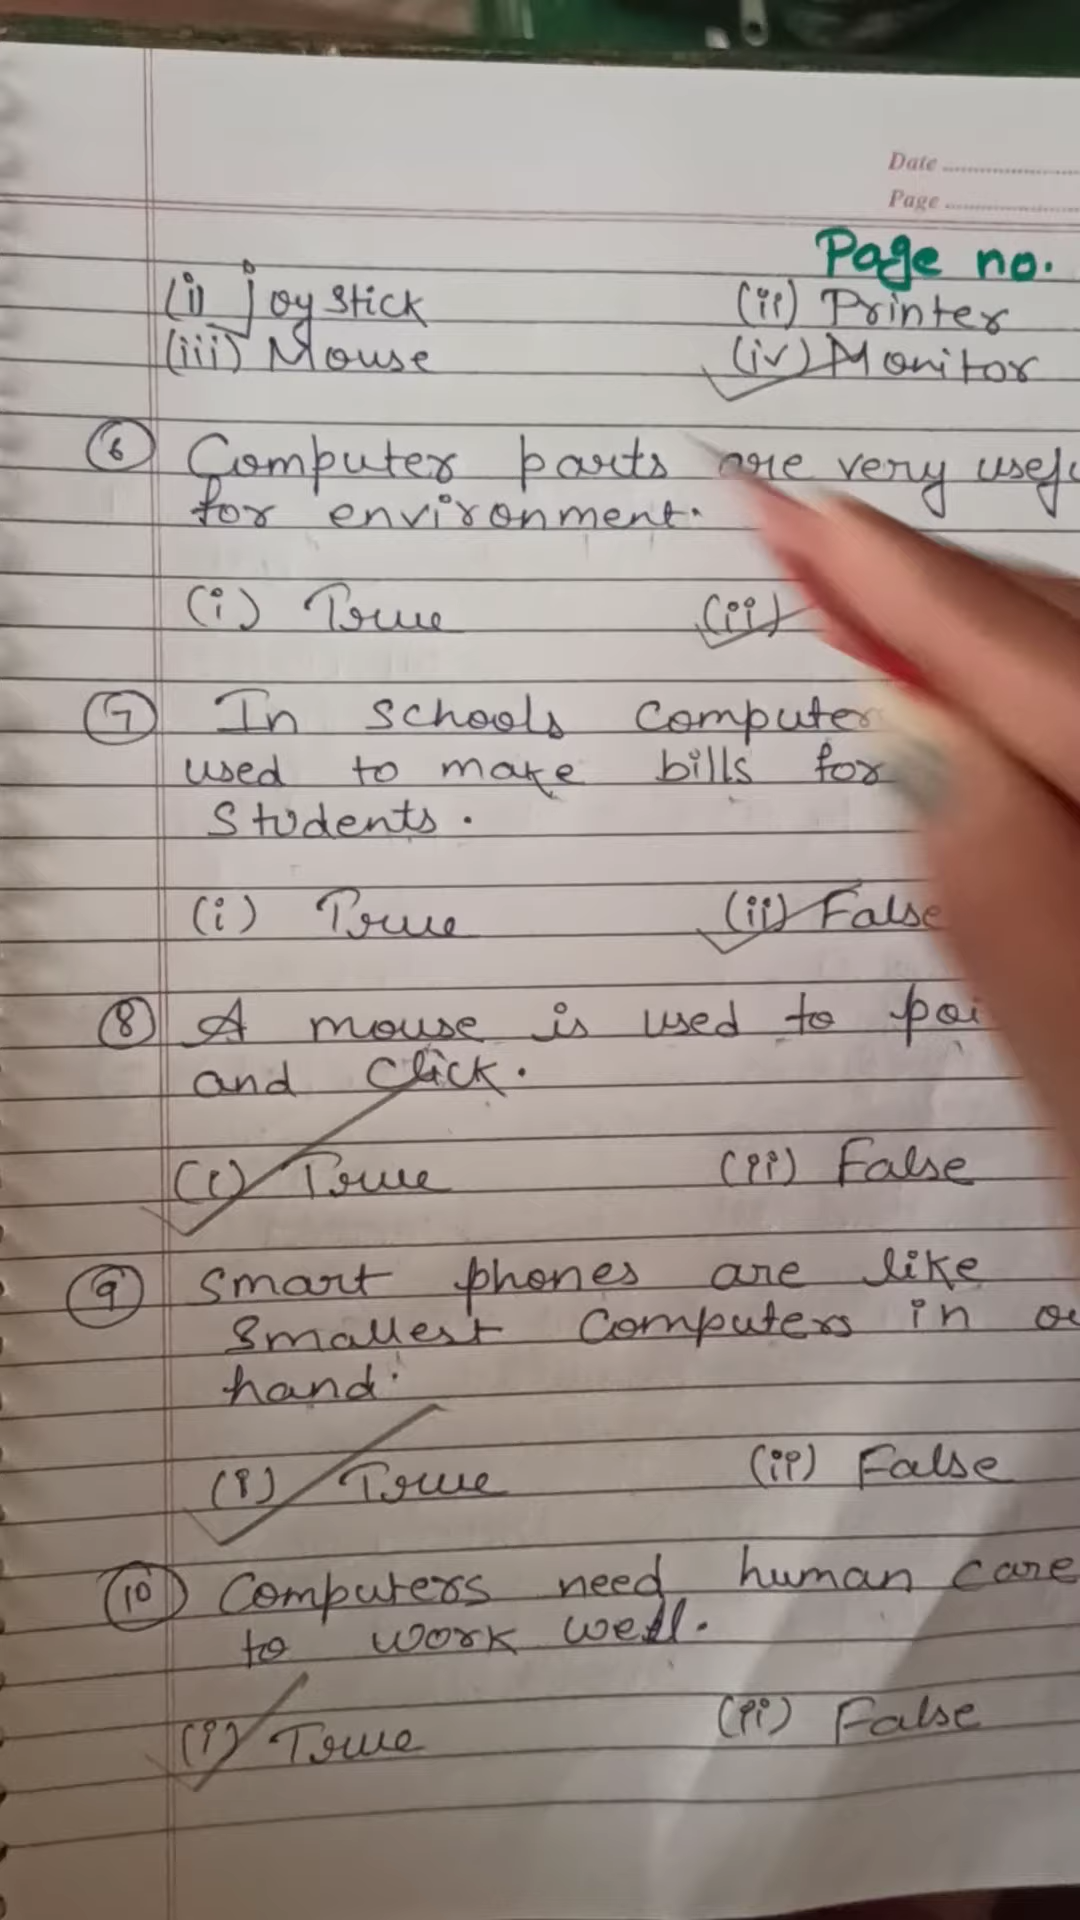 Date
Page
Page no.
(i) Joy stick (ii) Printer
(iii) Mouse (iv) Monitor
6 Computer parts are very
for environment.
(i) True (ii)
7 In schools computer
used to make bills for
Students.
(i) True (ii) False
8 A mouse is used to
and click.
(i) True (ii) False
9 Smart phones are like
Smallest Computers in
hand.
(i) True (ii) False
10 Computers need human care
to work well.
(i) True (ii) False